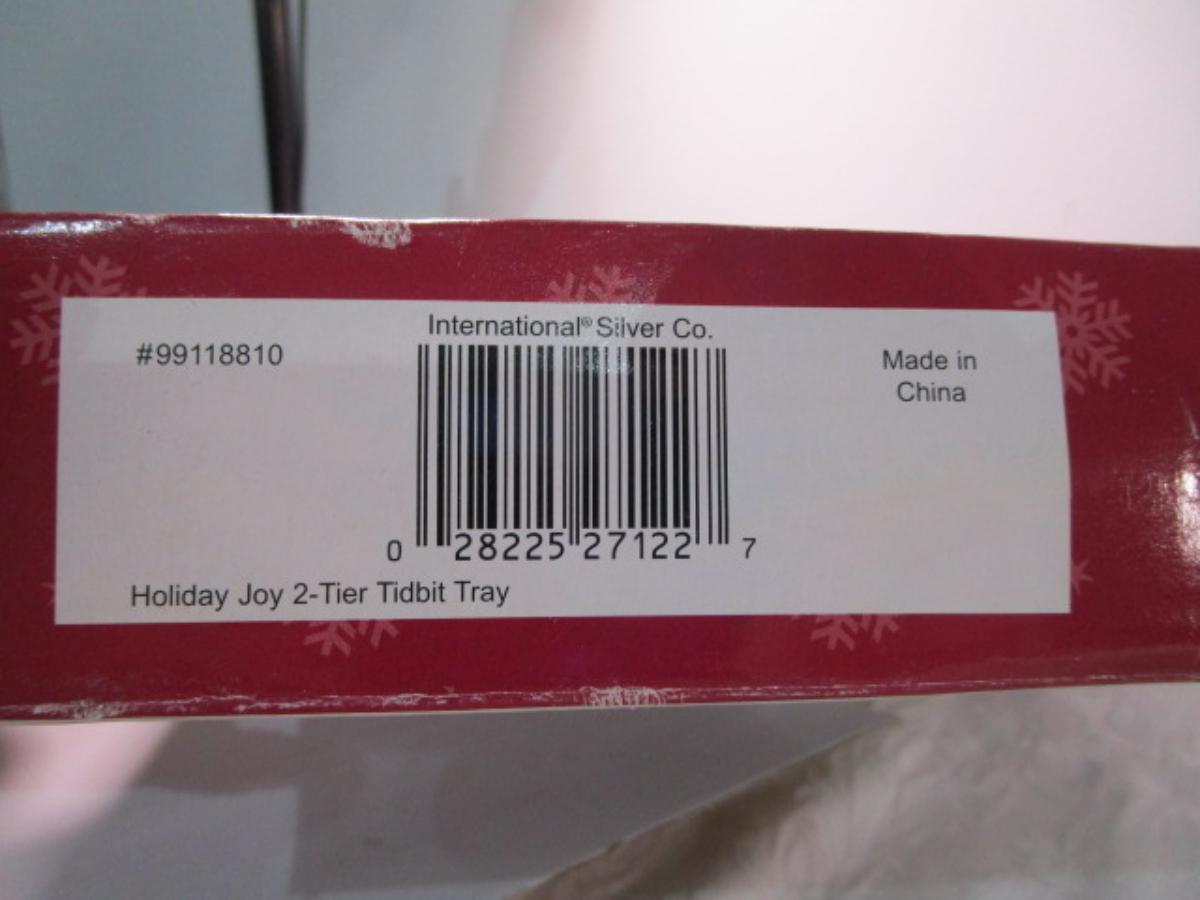 International® Silver Co.
#99118810
Made in
China
0 28225 27122 7
Holiday Joy 2-Tier Tidbit Tray